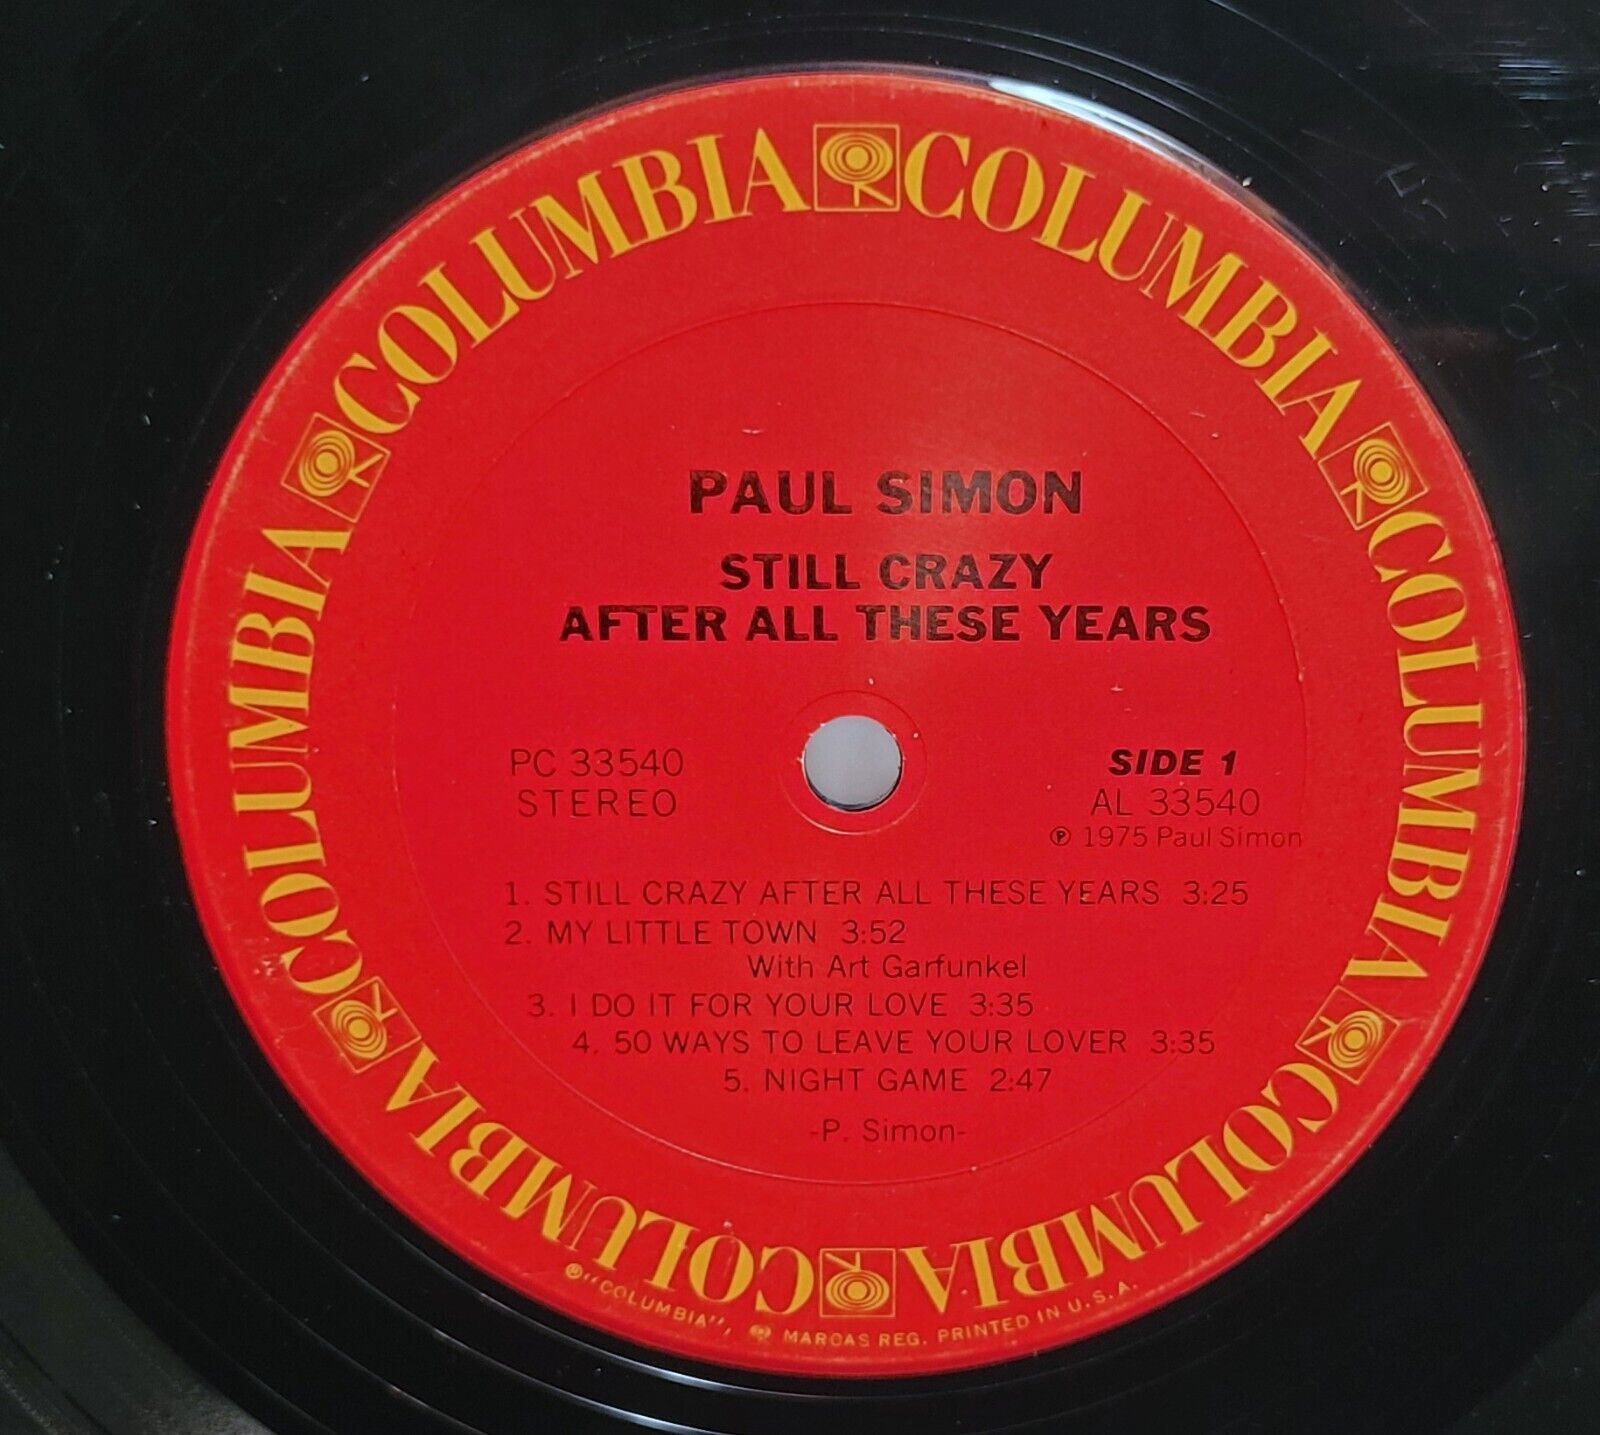 COLUMBIA COLUMBIA COLUMBIA COLUMBIA COLUMBIA COLUMBIA COLUMBIA COLUMBIA
PAUL SIMON
STILL CRAZY
AFTER ALL THESE YEARS
PC 33540
STEREO
SIDE 1
AL 33540
℗ 1975 Paul Simon
1. STILL CRAZY AFTER ALL THESE YEARS 3:25
2. MY LITTLE TOWN 3:52
With Art Garfunkel
3. I DO IT FOR YOUR LOVE 3:35
4. 50 WAYS TO LEAVE YOUR LOVER 3:35
5. NIGHT GAME 2:47
-P. Simon-
®"COLUMBIA", MARCAS REG. PRINTED IN U.S.A.